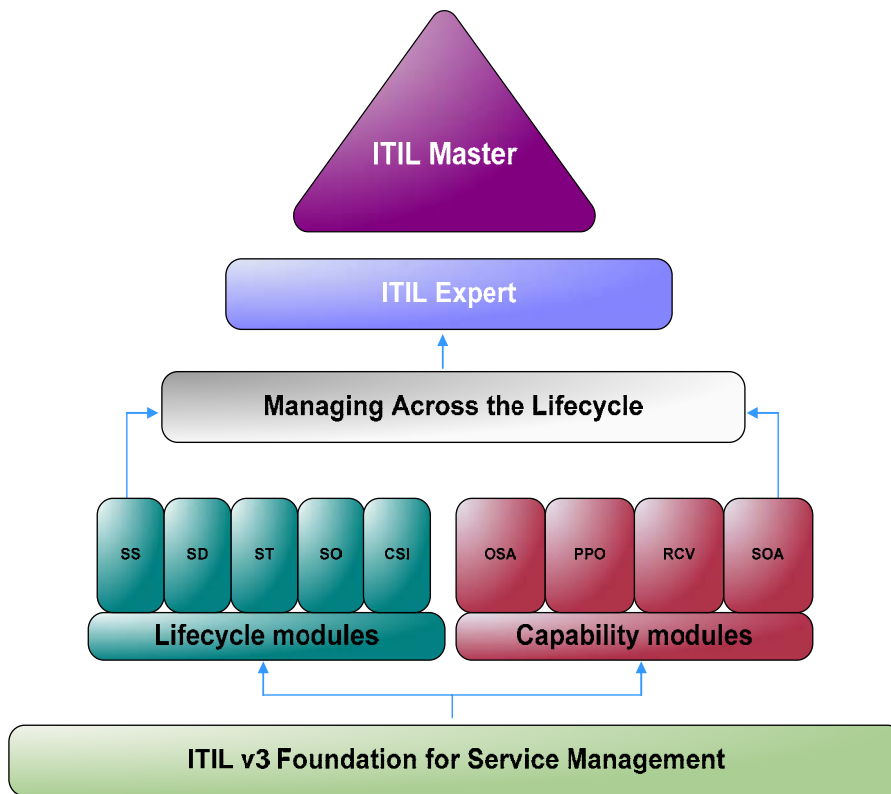 ITIL Master
ITIL Expert
Managing Across the Lifecycle
SS
SD
ST
SO
CSI
OSA
PPO
RCV
SOA
Lifecycle modules
Capability modules
ITIL v3 Foundation for Service Management